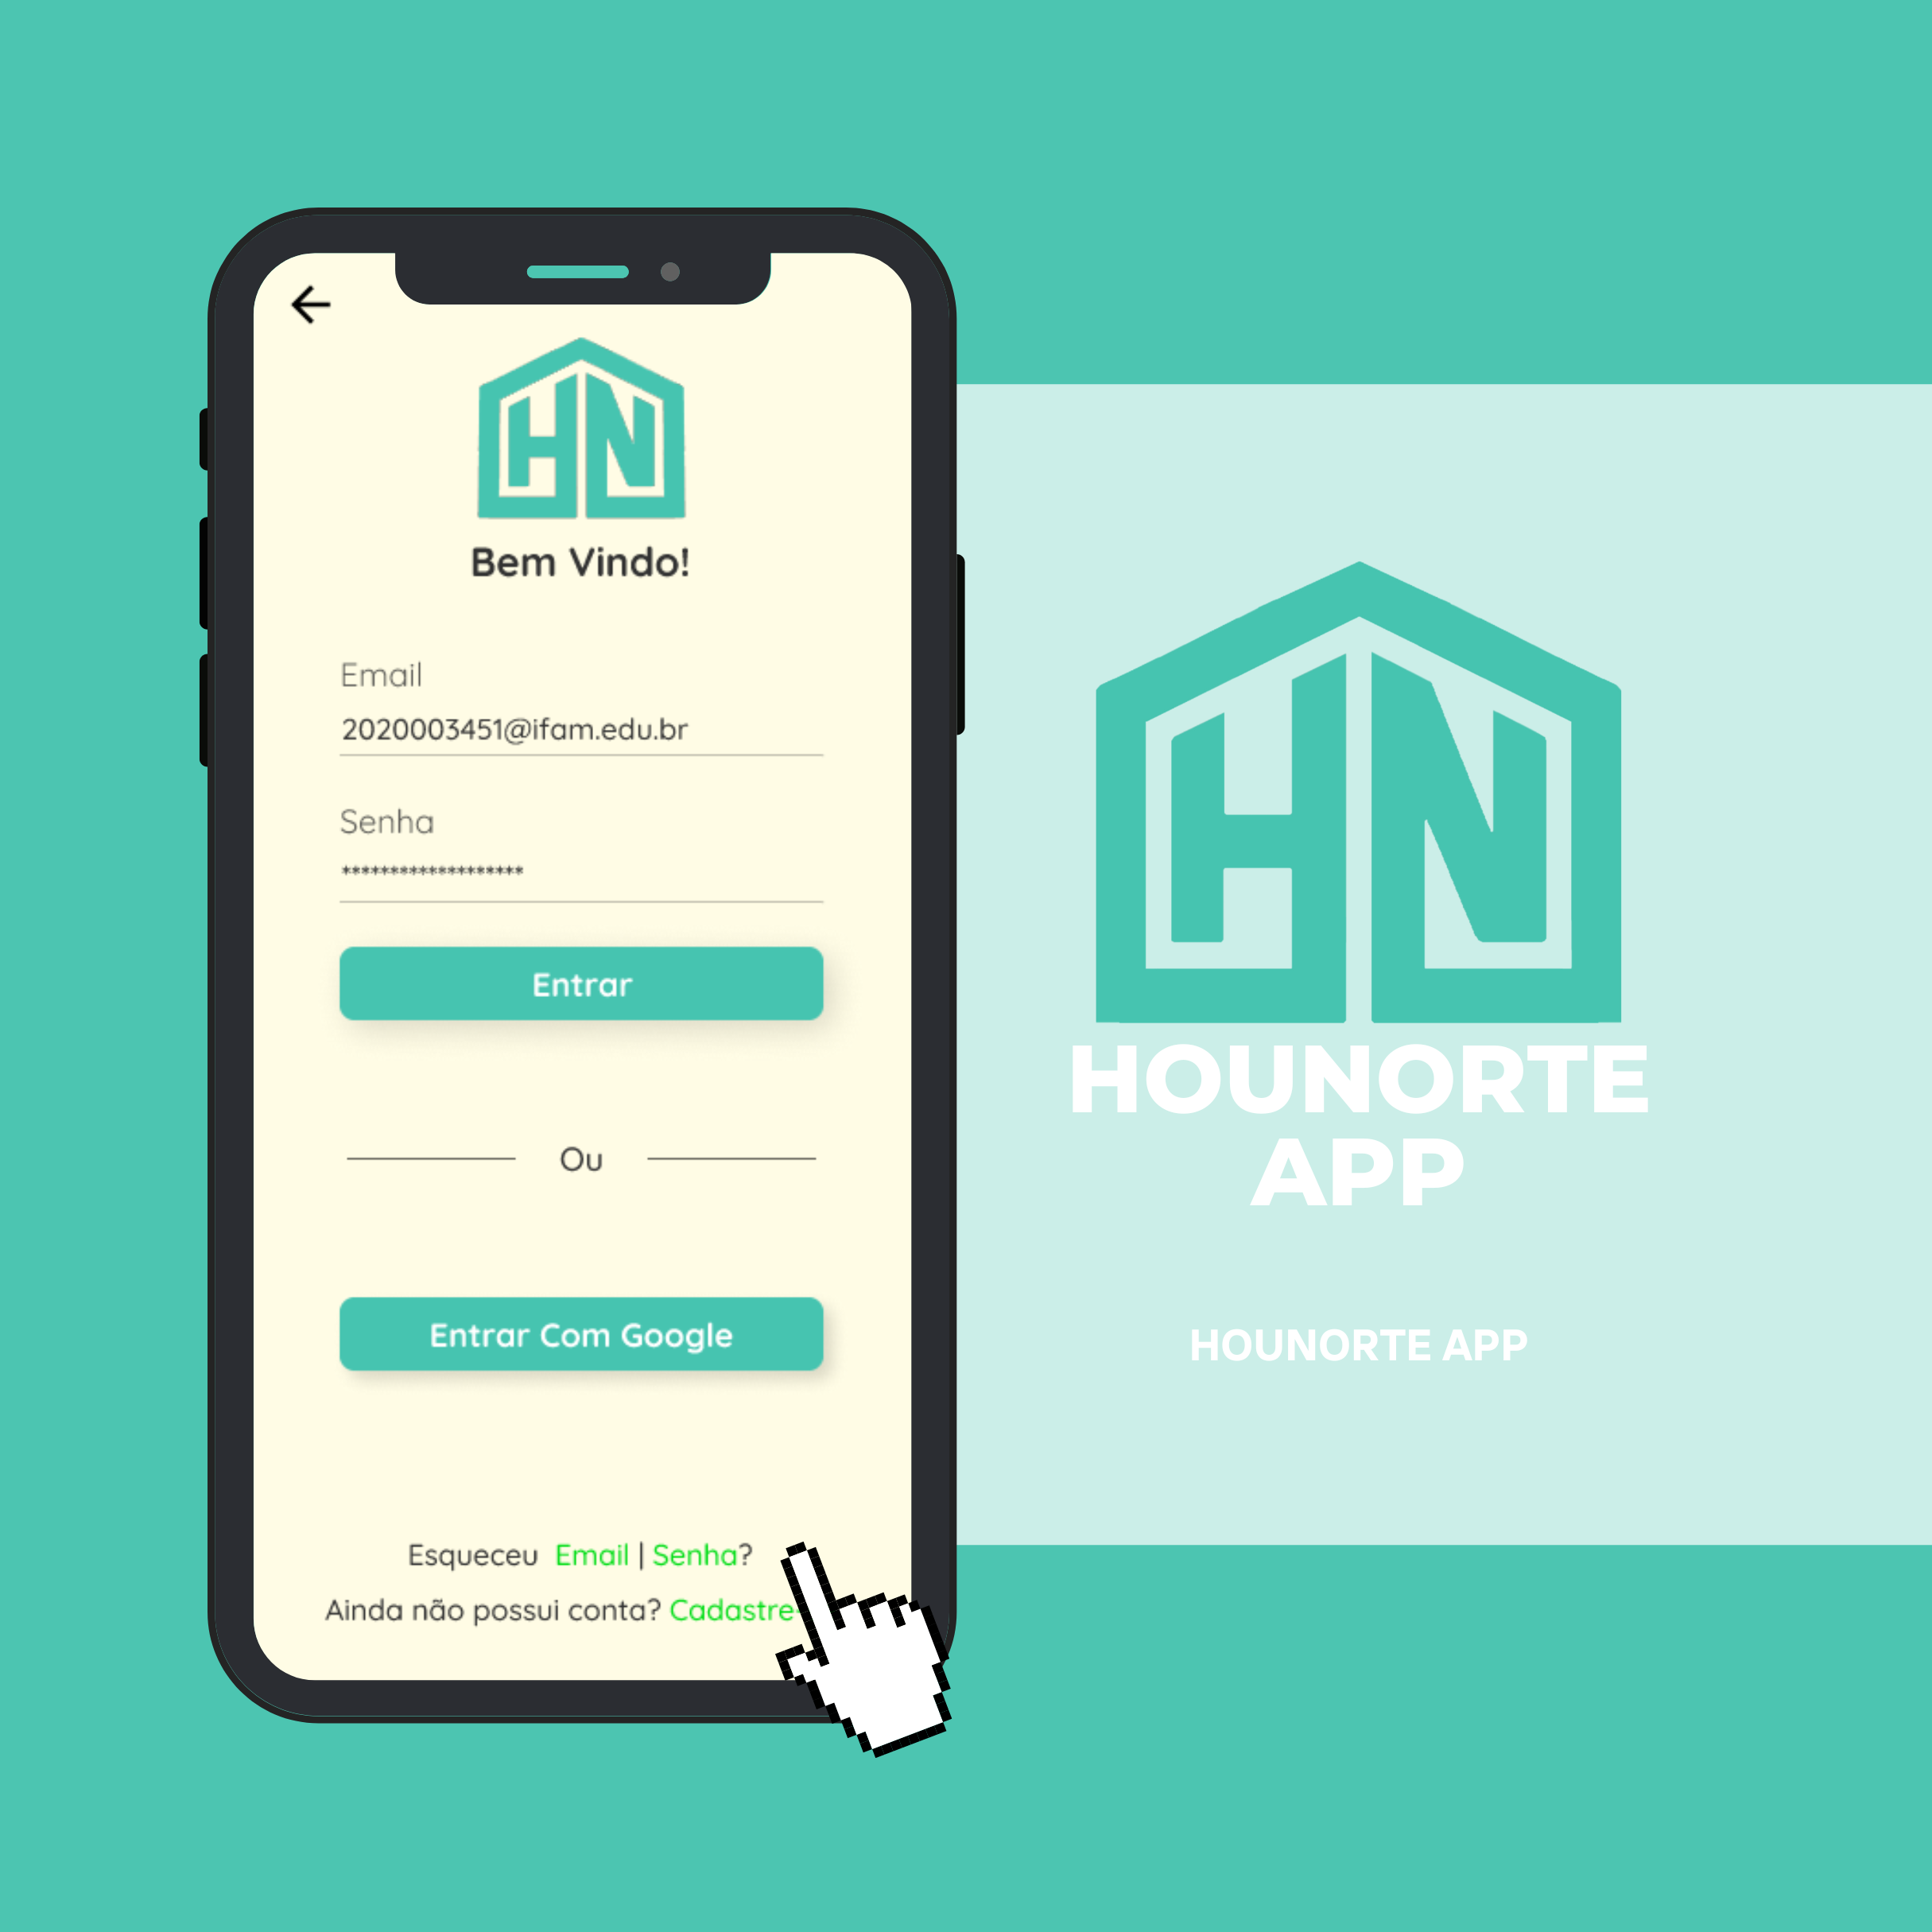 HN
Bem Vindo!
Email
2020003451@ifam.edu.br
Senha
*******************
Entrar
Ou
Entrar Com Google
Esqueceu Email | Senha?
Ainda não possui conta? Cadastre-
HN
HOUNORTE
APP
HOUNORTE APP